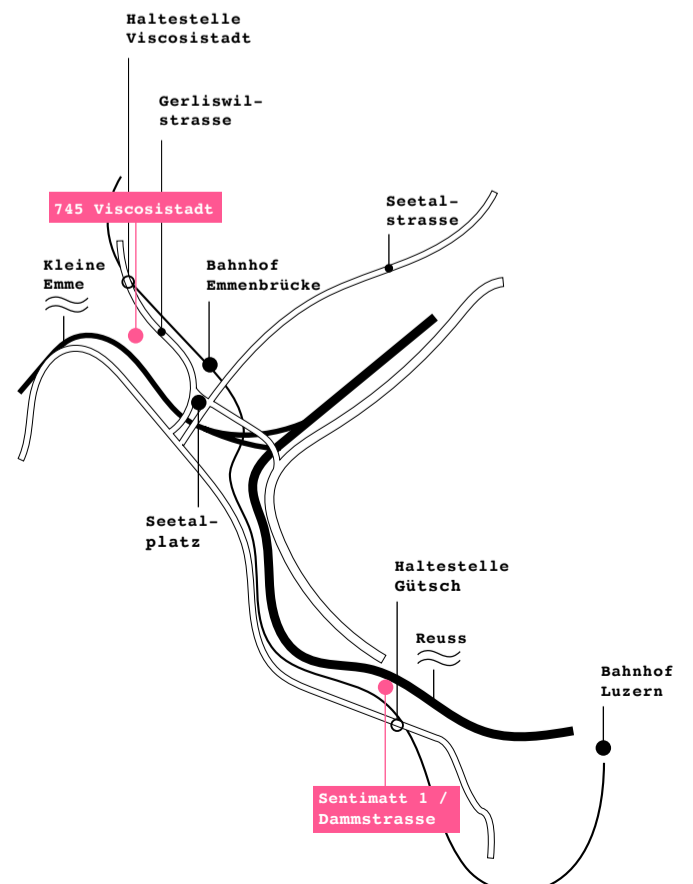 Haltestelle
Viscosistadt
Gerliswil-
strasse
745 Viscosistadt
Seetal-
strasse
Kleine
Emme
Bahnhof
Emmenbrücke
Seetal-
platz
Haltestelle
Gütsch
Reuss
Bahnhof
Luzern
Sentimatt 1 /
Dammstrasse